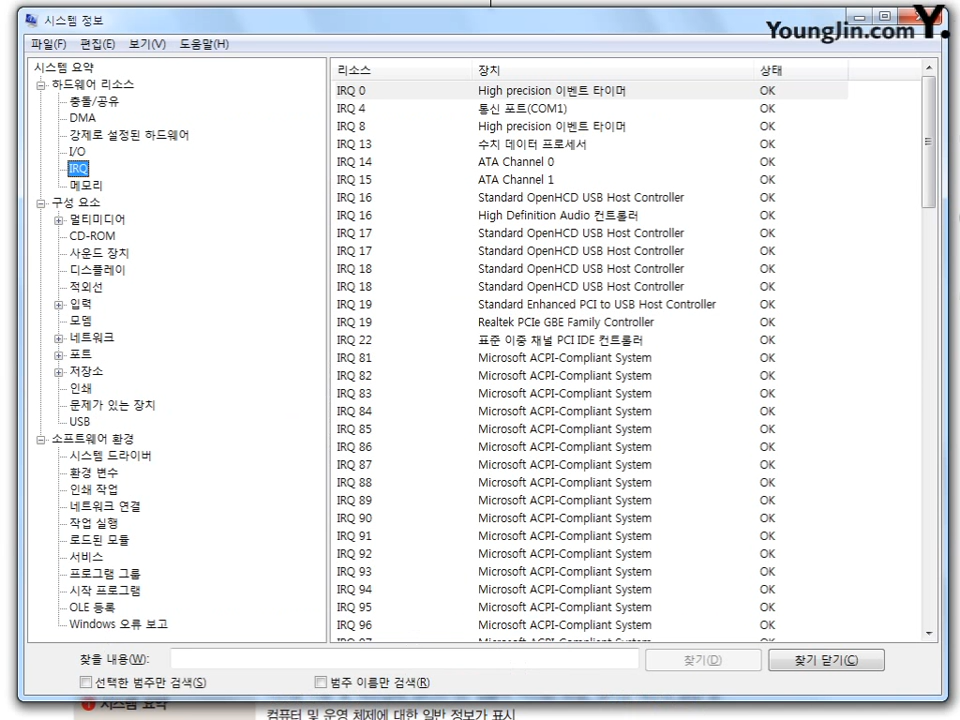 시스템 정보
YoungJin.com Y.
파일(F) 편집(E) 보기(V) 도움말(H)
시스템 요약
하드웨어 리소스
충돌/공유
DMA
강제로 설정된 하드웨어
I/O
IRQ
메모리
구성 요소
멀티미디어
CD-ROM
사운드 장치
디스플레이
적외선
입력
모뎀
네트워크
포트
저장소
인쇄
문제가 있는 장치
USB
소프트웨어 환경
시스템 드라이버
환경 변수
인쇄 작업
네트워크 연결
작업 실행
로드된 모듈
서비스
프로그램 그룹
시작 프로그램
OLE 등록
Windows 오류 보고
리소스 장치 상태
IRQ 0 High precision 이벤트 타이머 OK
IRQ 4 통신 포트(COM1) OK
IRQ 8 High precision 이벤트 타이머 OK
IRQ 13 수치 데이터 프로세서 OK
IRQ 14 ATA Channel 0 OK
IRQ 15 ATA Channel 1 OK
IRQ 16 Standard OpenHCD USB Host Controller OK
IRQ 16 High Definition Audio 컨트롤러 OK
IRQ 17 Standard OpenHCD USB Host Controller OK
IRQ 17 Standard OpenHCD USB Host Controller OK
IRQ 18 Standard OpenHCD USB Host Controller OK
IRQ 18 Standard OpenHCD USB Host Controller OK
IRQ 19 Standard Enhanced PCI to USB Host Controller OK
IRQ 19 Realtek PCIe GBE Family Controller OK
IRQ 22 표준 이중 채널 PCI IDE 컨트롤러 OK
IRQ 81 Microsoft ACPI-Compliant System OK
IRQ 82 Microsoft ACPI-Compliant System OK
IRQ 83 Microsoft ACPI-Compliant System OK
IRQ 84 Microsoft ACPI-Compliant System OK
IRQ 85 Microsoft ACPI-Compliant System OK
IRQ 86 Microsoft ACPI-Compliant System OK
IRQ 87 Microsoft ACPI-Compliant System OK
IRQ 88 Microsoft ACPI-Compliant System OK
IRQ 89 Microsoft ACPI-Compliant System OK
IRQ 90 Microsoft ACPI-Compliant System OK
IRQ 91 Microsoft ACPI-Compliant System OK
IRQ 92 Microsoft ACPI-Compliant System OK
IRQ 93 Microsoft ACPI-Compliant System OK
IRQ 94 Microsoft ACPI-Compliant System OK
IRQ 95 Microsoft ACPI-Compliant System OK
IRQ 96 Microsoft ACPI-Compliant System OK
IRQ 97 Microsoft ACPI-Compliant System OK
찾을 내용(W): 찾기(D) 찾기 닫기(C)
선택한 범주만 검색(S) 범주 이름만 검색(R)
시스템 요약
컴퓨터 및 운영 체제에 대한 일반 정보가 표시